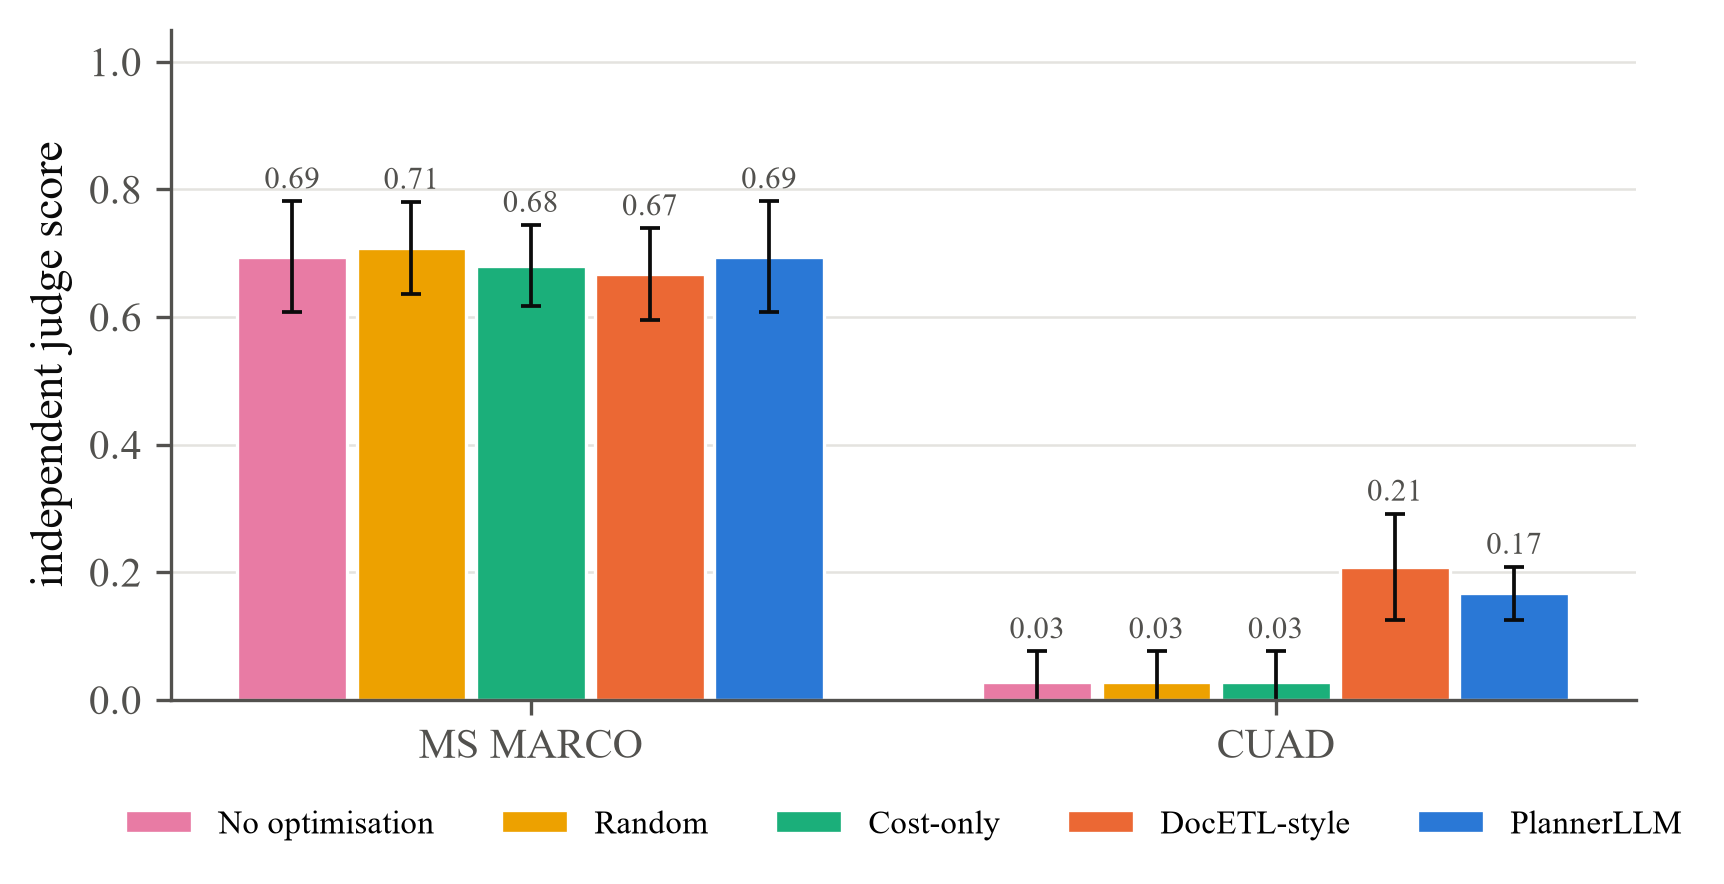 independent judge score
1.0
0.8
0.6
0.4
0.2
0.0
0.69
0.71
0.68
0.67
0.69
0.03
0.03
0.03
0.21
0.17
MS MARCO
CUAD
No optimisation
Random
Cost-only
DocETL-style
PlannerLLM